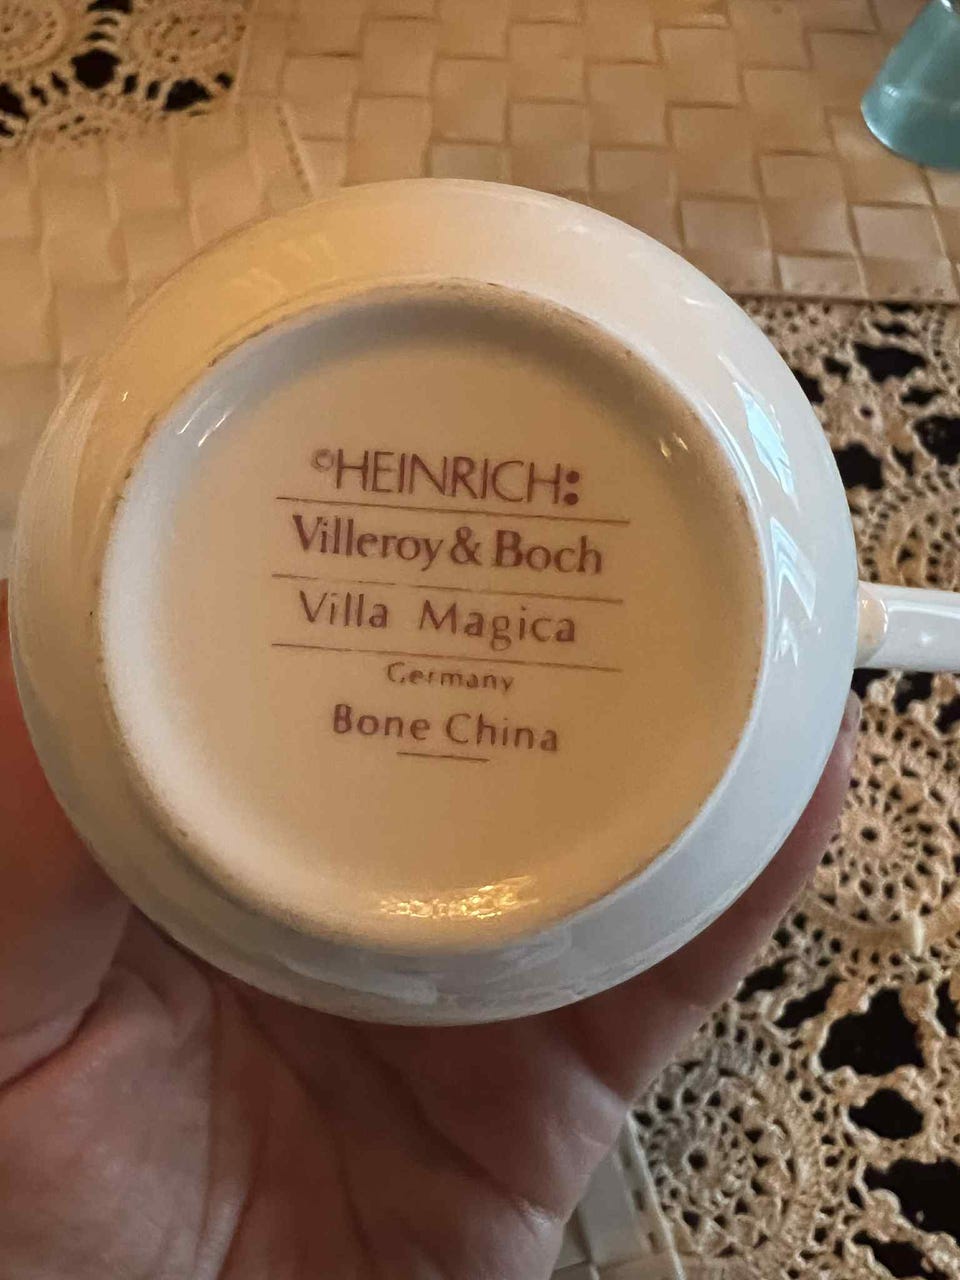 ©HEINRICH:
Villeroy & Boch
Villa Magica
Germany
Bone China